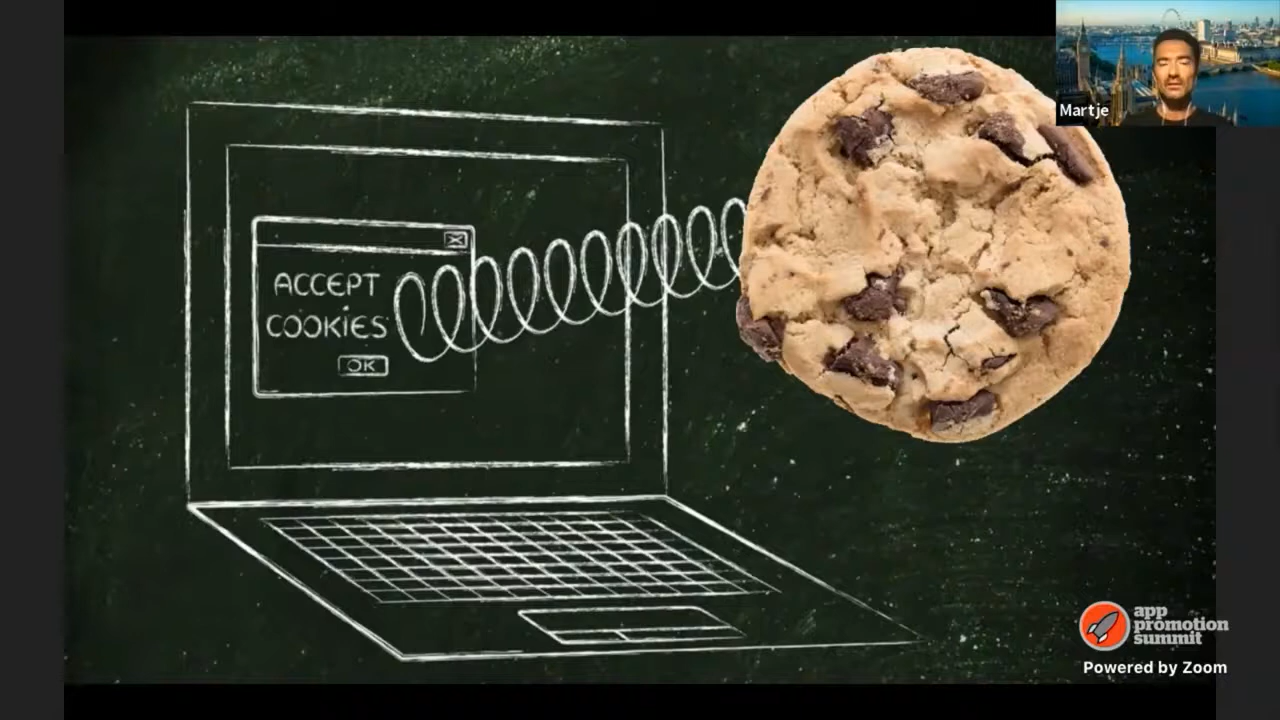 Martje
ACCEPT
COOKIES
OK
app
promotion
summit
Powered by Zoom